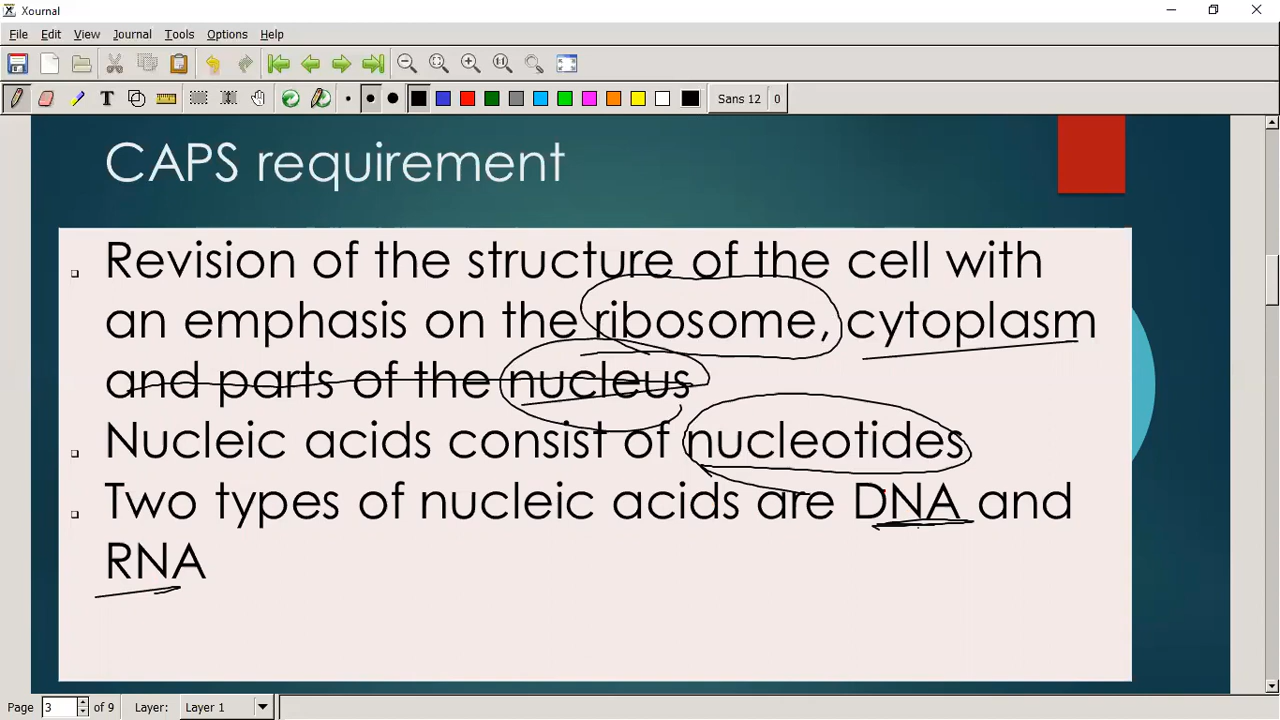 Xournal
File Edit View Journal Tools Options Help
Sans 12 0
CAPS requirement
Revision of the structure of the cell with
an emphasis on the ribosome, cytoplasm
and parts of the nucleus
Nucleic acids consist of nucleotides
Two types of nucleic acids are DNA and
RNA
Page 3 of 9 Layer: Layer 1